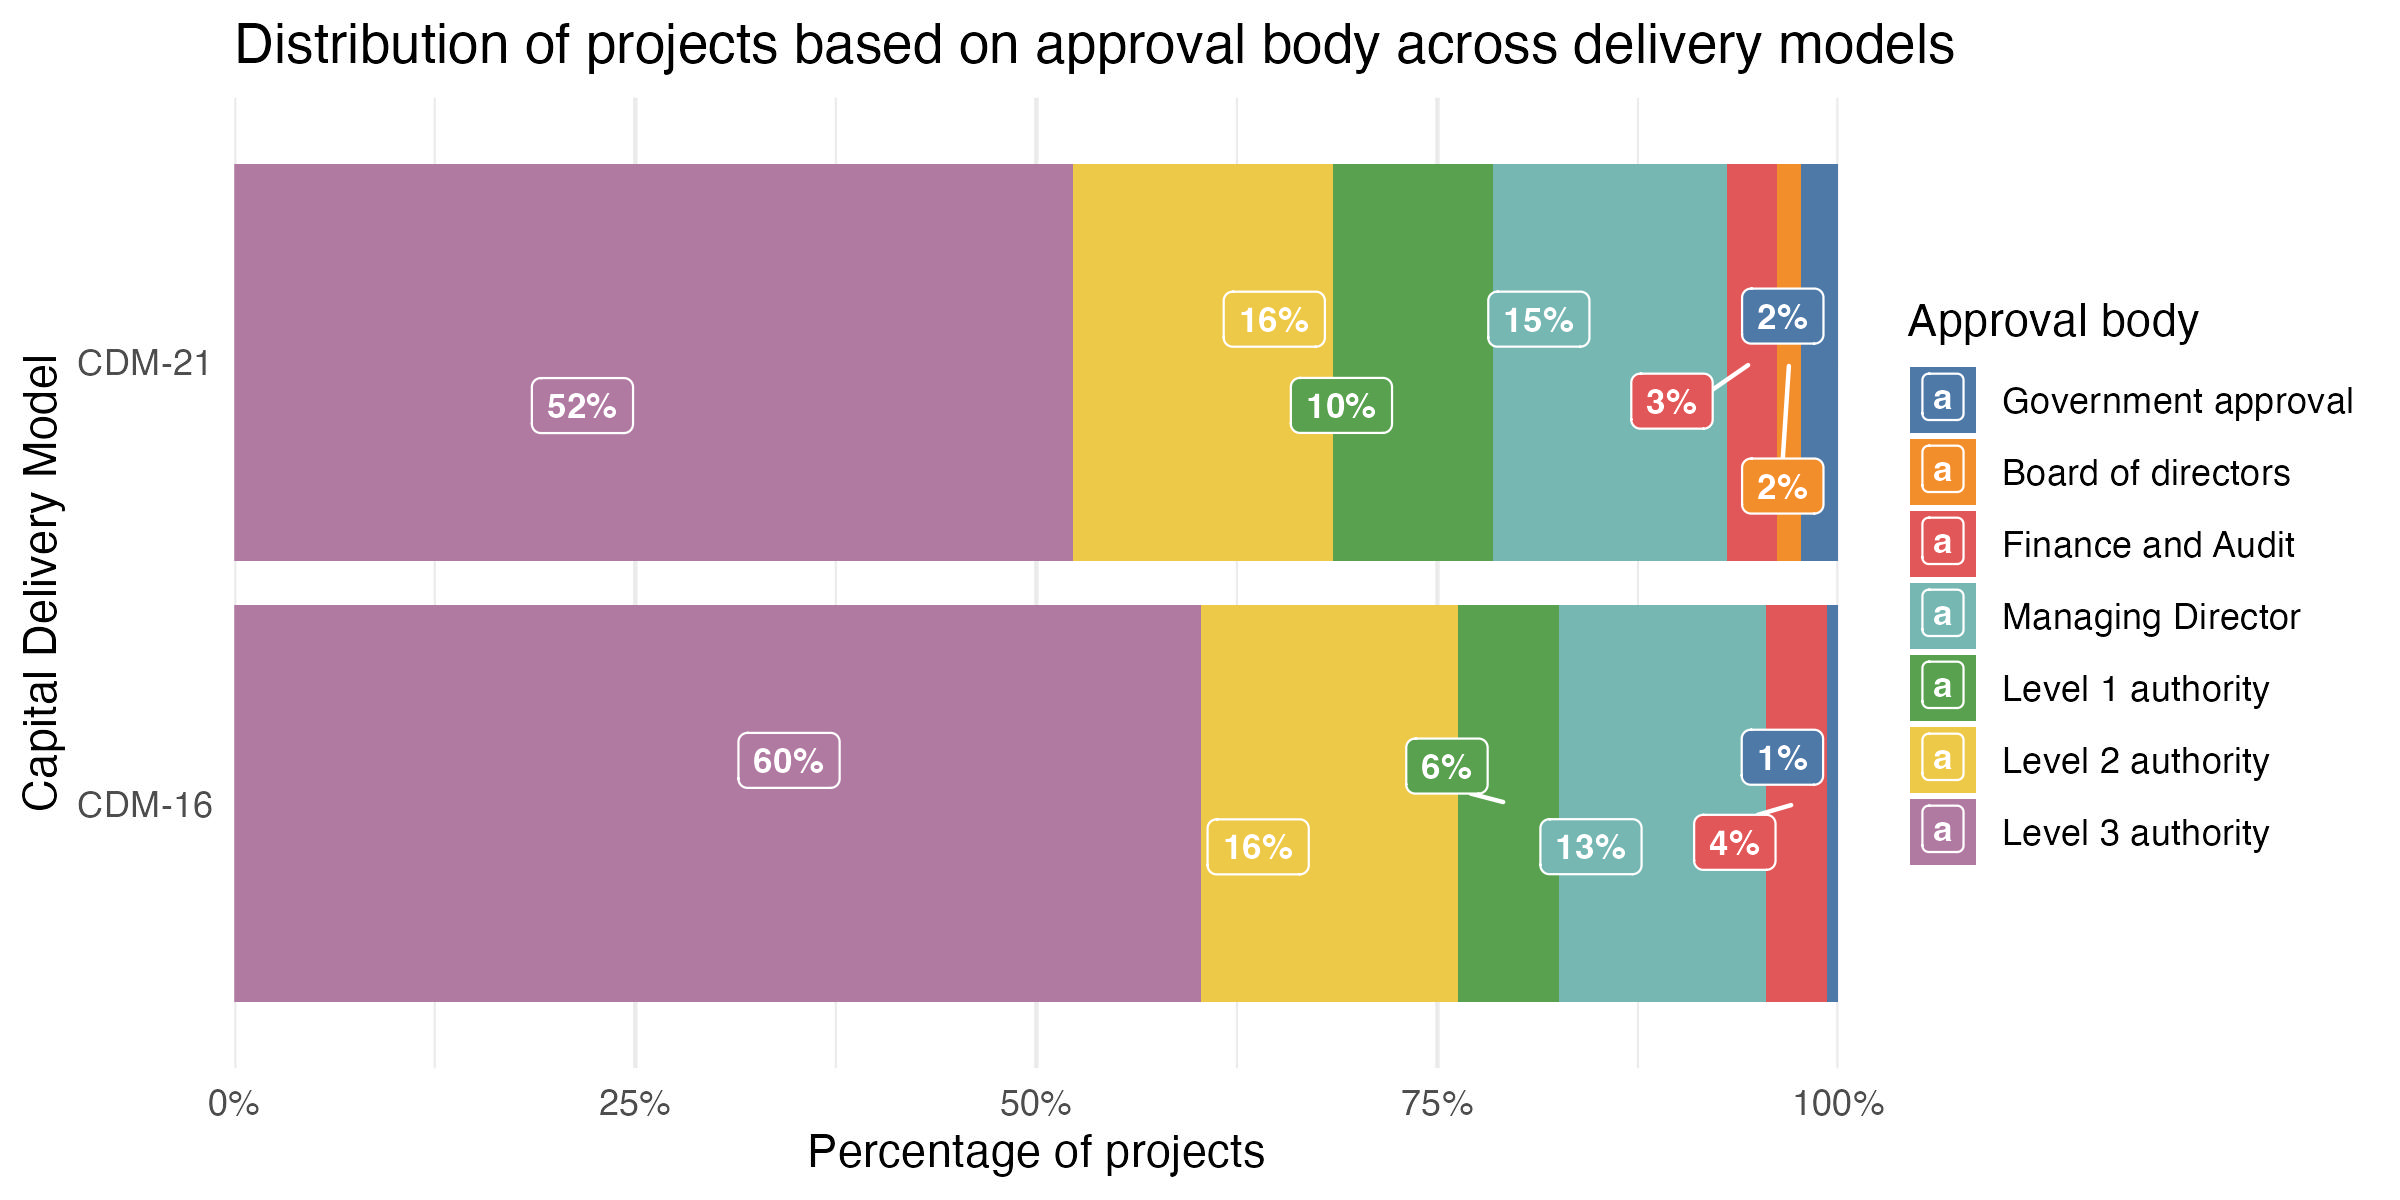 Distribution of projects based on approval body across delivery models
Capital Delivery Model
CDM-21
52%
16%
10%
15%
3%
2%
2%
CDM-16
60%
16%
6%
13%
4%
1%
0%
25%
50%
75%
100%
Percentage of projects
Approval body
a Government approval
a Board of directors
a Finance and Audit
a Managing Director
a Level 1 authority
a Level 2 authority
a Level 3 authority